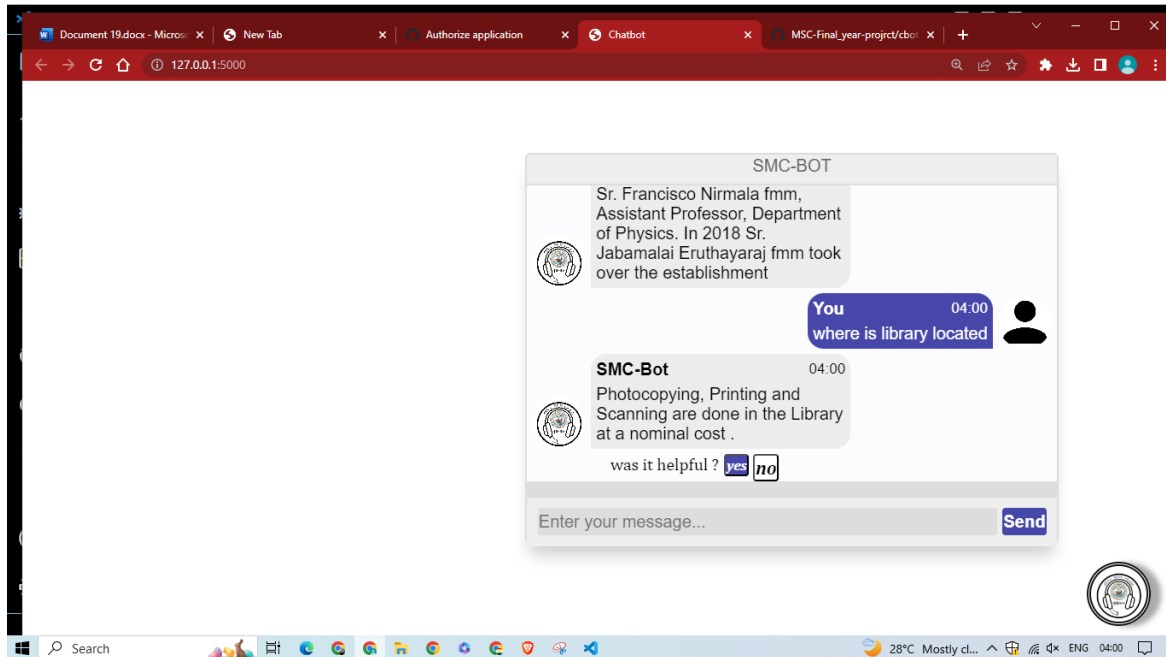 Document 19.docx - Micros
New Tab
Authorize application
Chatbot
MSC-Final_year-projrct/cbot
127.0.0.1:5000
SMC-BOT
Sr. Francisco Nirmala fmm,
Assistant Professor, Department
of Physics. In 2018 Sr.
Jabamalai Eruthayaraj fmm took
over the establishment
You 04:00
where is library located
SMC-Bot 04:00
Photocopying, Printing and
Scanning are done in the Library
at a nominal cost .
was it helpful ? yes no
Enter your message... Send
Search
28°C Mostly cl... ENG 04:00